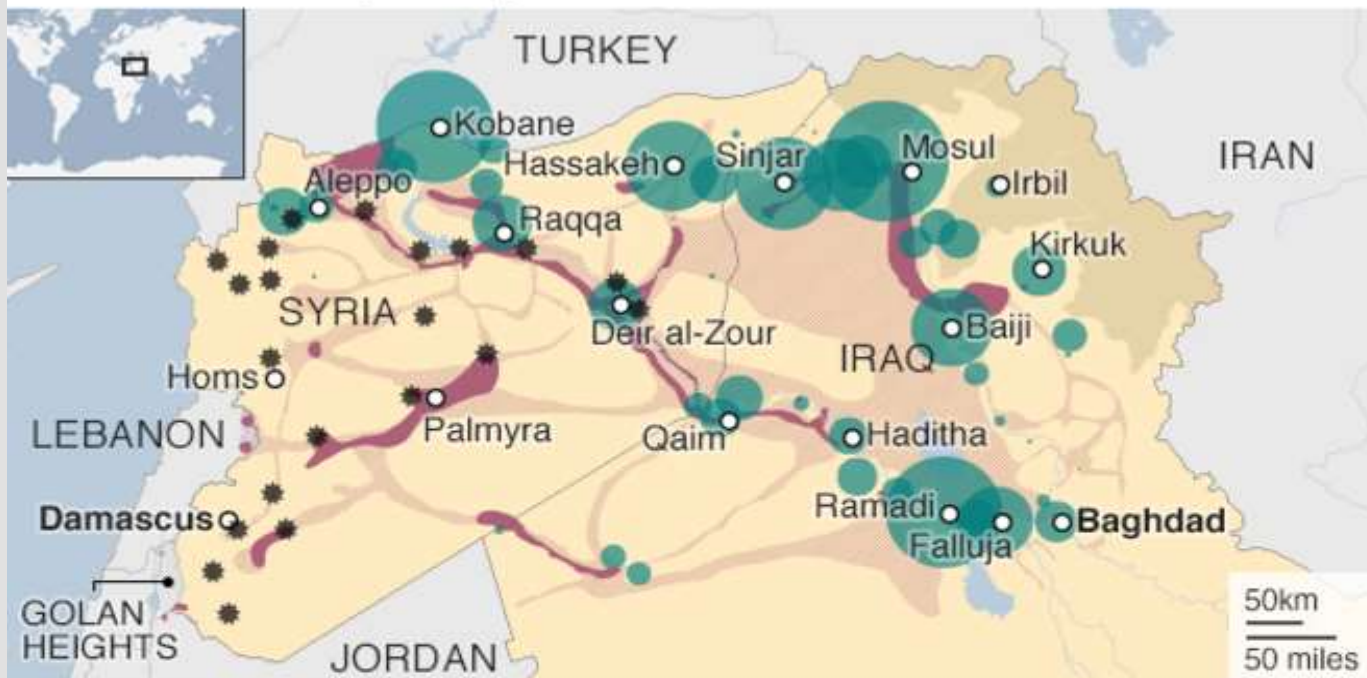 TURKEY
Kobane
Hassakeh
Sinjar
Mosul
IRAN
Aleppo
Irbil
Raqqa
Kirkuk
SYRIA
Deir al-Zour
Baiji
IRAQ
Homs
LEBANON
Palmyra
Qaim
Haditha
Damascus
Ramadi
Baghdad
Falluja
GOLAN
HEIGHTS
JORDAN
50km
50 miles